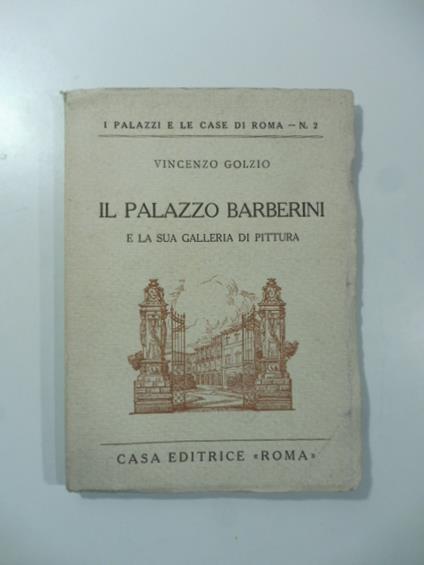 I PALAZZI E LE CASE DI ROMA — N. 2
VINCENZO GOLZIO
IL PALAZZO BARBERINI
E LA SUA GALLERIA DI PITTURA
CASA EDITRICE «ROMA»